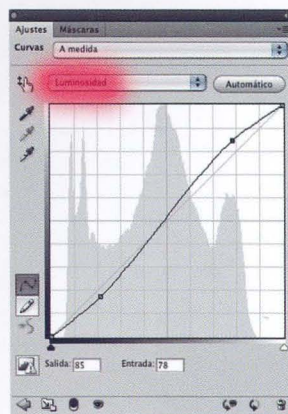 Ajustes Máscaras
Curvas A medida
Luminosidad Automático
Salida: 85 Entrada: 78